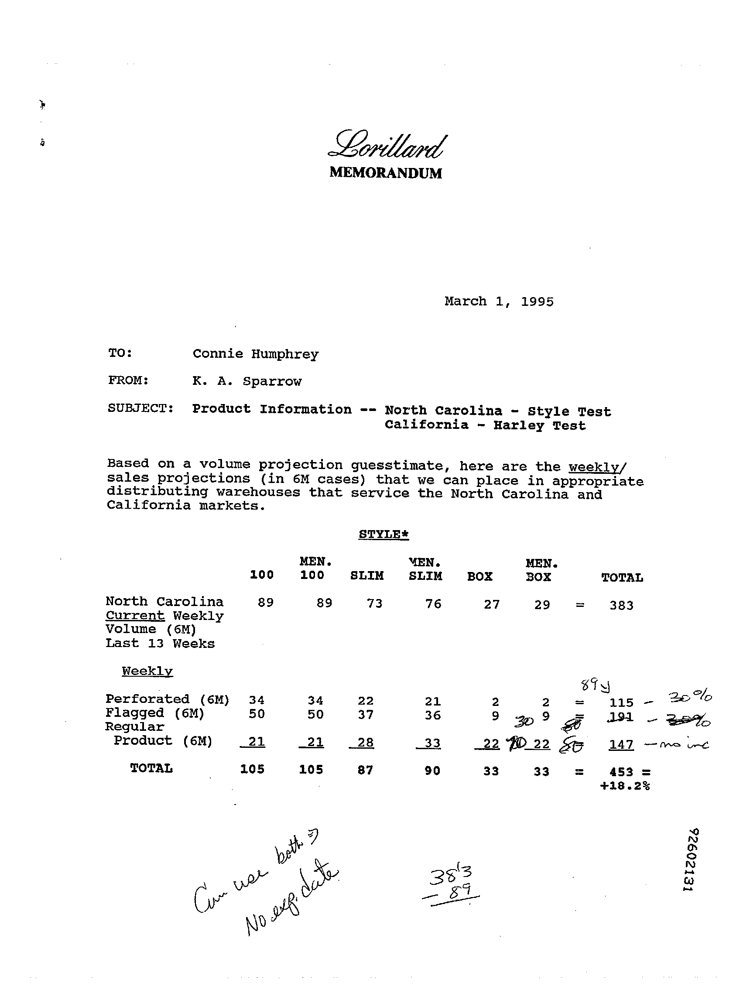 Lorillard
MEMORANDUM
March 1, 1995
TO: Connie Humphrey
FROM: K. A. Sparrow
SUBJECT: Product Information -- North Carolina - Style Test
California - Harley Test
Based on a volume projection guesstimate, here are the weekly/
sales projections (in 6M cases) that we can place in appropriate
distributing warehouses that service the North Carolina and
California markets.
STYLE*
MEN. MEN. MEN.
100 100 SLIM SLIM BOX BOX TOTAL
North Carolina 89 89 73 76 27 29 = 383
Current Weekly
Volume (6M)
Last 13 Weeks
Weekly
89
Perforated (6M) 34 34 22 21 2 2 = 115 - 30%
Flagged (6M) 50 50 37 36 9 30 9 = 191 - 30%
Regular
Product (6M) 21 21 28 33 22 70 22 = 147 - no inc
TOTAL 105 105 87 90 33 33 = 453 =
+18.2%
Can use both
No exp. date
383
- 89
92602131